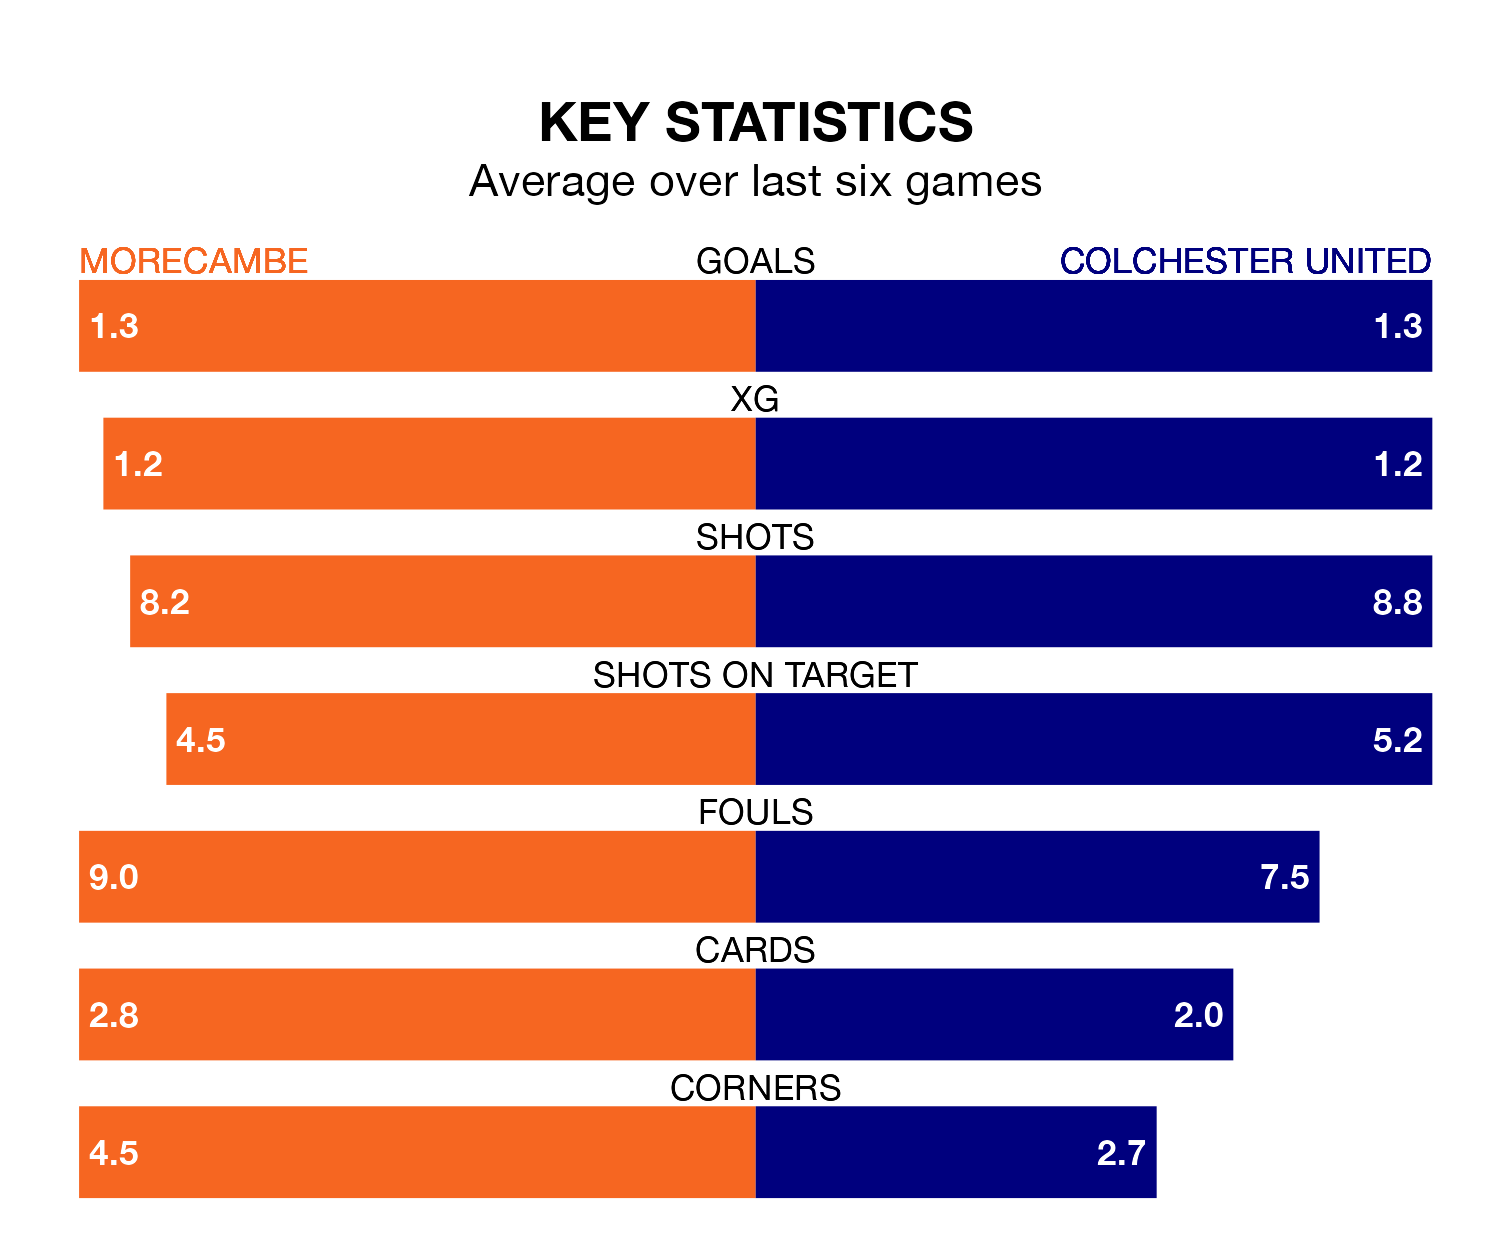 KEY STATISTICS
Average over last six games
MORECAMBE GOALS COLCHESTER UNITED
1.3 1.3
XG
1.2 1.2
SHOTS
8.2 8.8
SHOTS ON TARGET
4.5 5.2
FOULS
9.0 7.5
CARDS
2.8 2.0
CORNERS
4.5 2.7